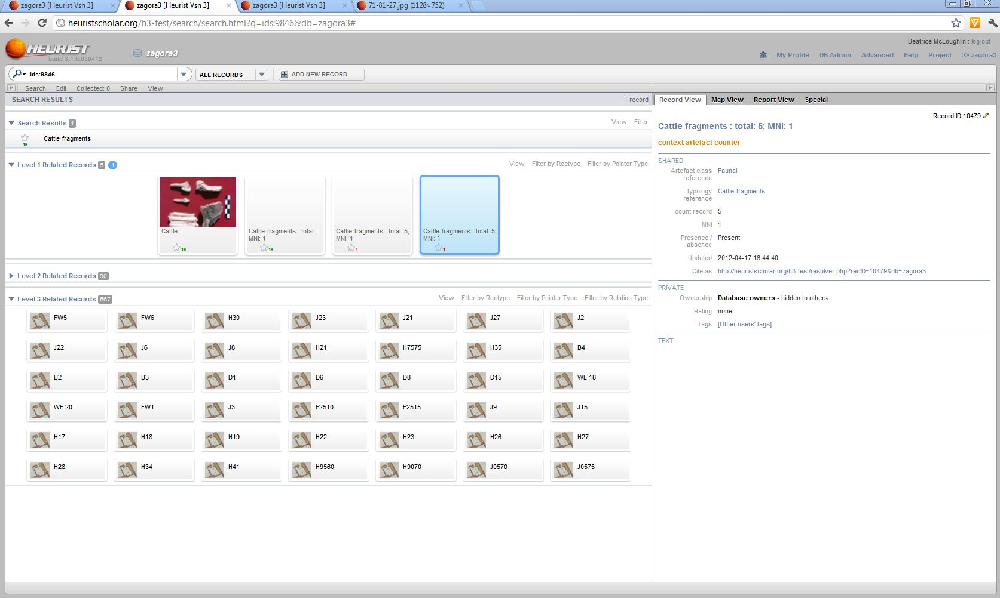 zagora3 [Heurist Vsn 3] × zagora3 [Heurist Vsn 3] × zagora3 [Heurist Vsn 3] × 71-81-27.jpg (1128×752) ×
heuristscholar.org/h3-test/search/search.html?q=ids:9846&db=zagora3#
HEURIST
build 3.1.0.030412
zagora3
Beatrice McLoughlin : log out
My Profile DB Admin Advanced Help Project >> zagora3
ids:9846 ALL RECORDS ADD NEW RECORD
Search Edit Collected: 0 Share View
SEARCH RESULTS 1 record
Search Results 1 View Filter
Cattle fragments
16
Level 1 Related Records 5 1 View Filter by Rectype Filter by Pointer Type
Cattle
16
Cattle fragments : total:;
MNI: 1
16
Cattle fragments : total: 5;
MNI: 1
1
Cattle fragments : total: 5;
MNI: 1
1
Level 2 Related Records 90
Level 3 Related Records 567 View Filter by Rectype Filter by Pointer Type Filter by Relation Type
FW5 FW6 H30 J23 J21 J27 J2
J22 J6 J8 H21 H7575 H35 B4
B2 B3 D1 D6 D8 D15 WE 18
WE 20 FW1 J3 E2510 E2515 J9 J15
H17 H18 H19 H22 H23 H26 H27
H28 H34 H41 H9560 H9070 J0570 J0575
Record View Map View Report View Special
Record ID:10479
Cattle fragments : total: 5; MNI: 1
context artefact counter
SHARED
Artefact class reference Faunal
typology reference Cattle fragments
count record 5
MNI 1
Presence / absence Present
Updated 2012-04-17 16:44:40
Cite as http://heuristscholar.org/h3-test/resolver.php?recID=10479&db=zagora3
PRIVATE
Ownership Database owners - hidden to others
Rating none
Tags [Other users' tags]
TEXT